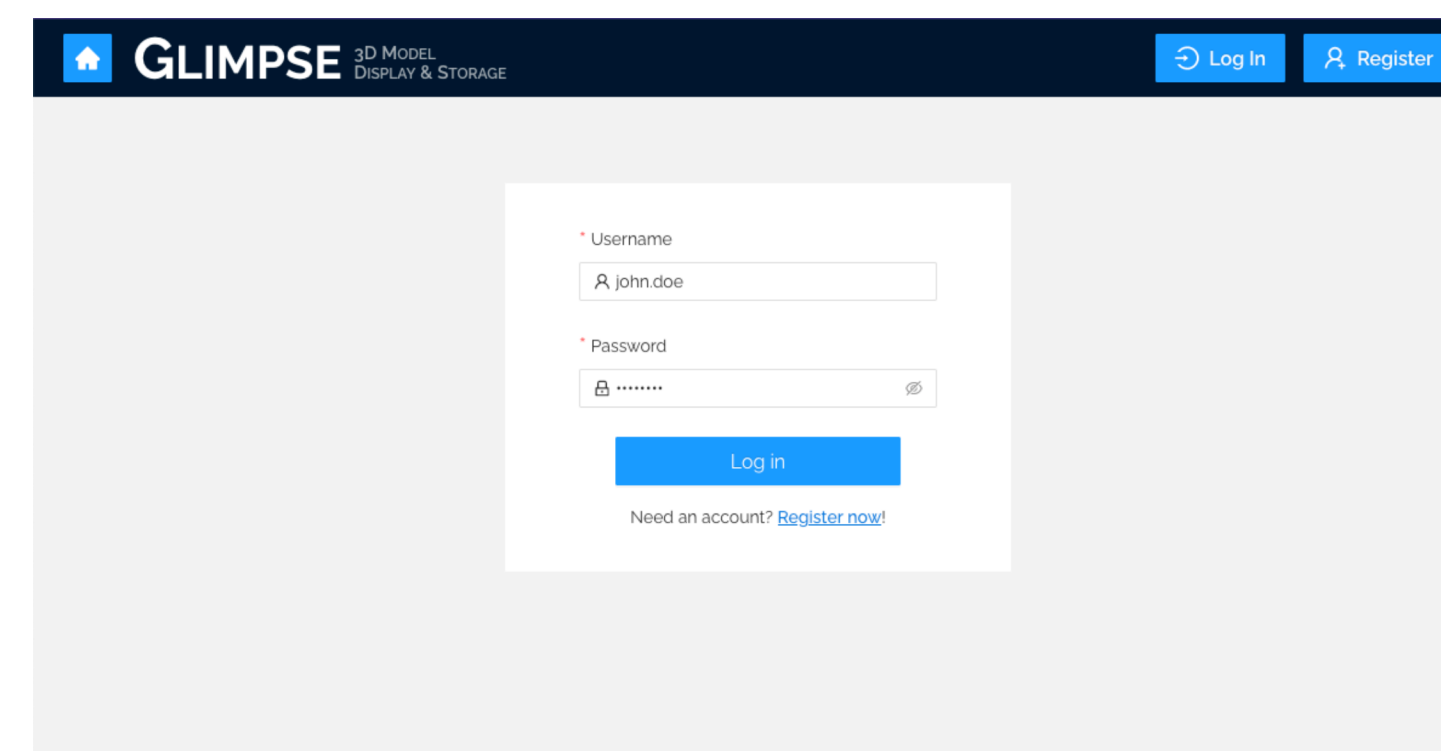 GLIMPSE 3D MODEL
DISPLAY & STORAGE
Log In
Register
* Username
john.doe
* Password
••••••••
Log in
Need an account? Register now!